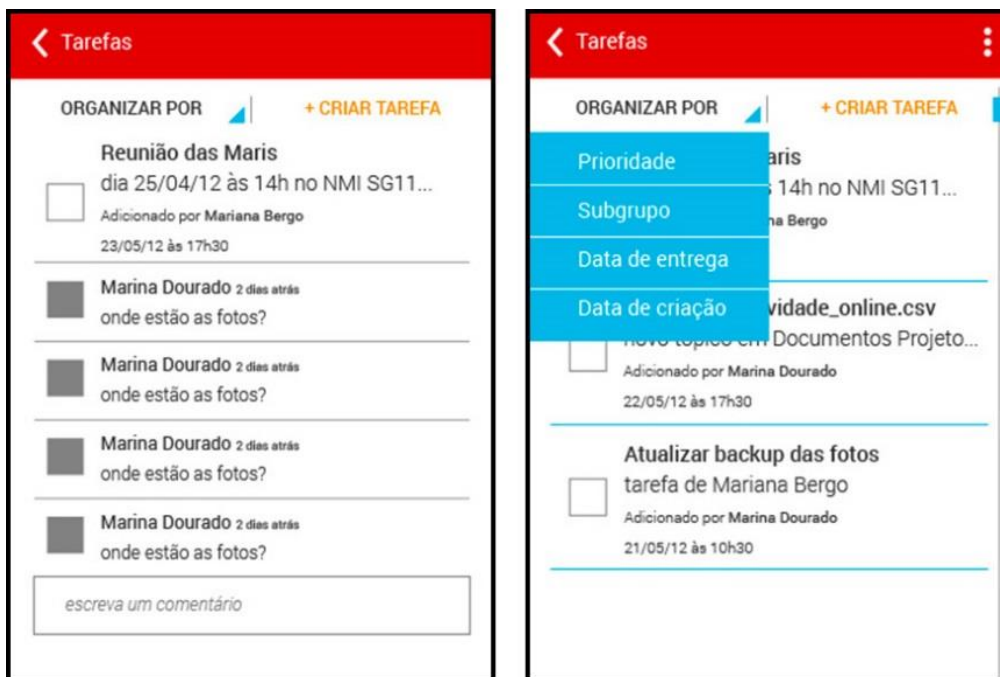 Tarefas
ORGANIZAR POR
+ CRIAR TAREFA
Reunião das Maris
dia 25/04/12 às 14h no NMI SG11...
Adicionado por Mariana Bergo
23/05/12 às 17h30
Marina Dourado 2 dias atrás
onde estão as fotos?
Marina Dourado 2 dias atrás
onde estão as fotos?
Marina Dourado 2 dias atrás
onde estão as fotos?
Marina Dourado 2 dias atrás
onde estão as fotos?
escreva um comentário
Tarefas
ORGANIZAR POR
+ CRIAR TAREFA
Prioridade
Subgrupo
Data de entrega
Data de criação
aris
14h no NMI SG11...
na Bergo
vidade_online.csv
novo tópico em Documentos Projeto...
Adicionado por Marina Dourado
22/05/12 às 17h30
Atualizar backup das fotos
tarefa de Mariana Bergo
Adicionado por Marina Dourado
21/05/12 às 10h30